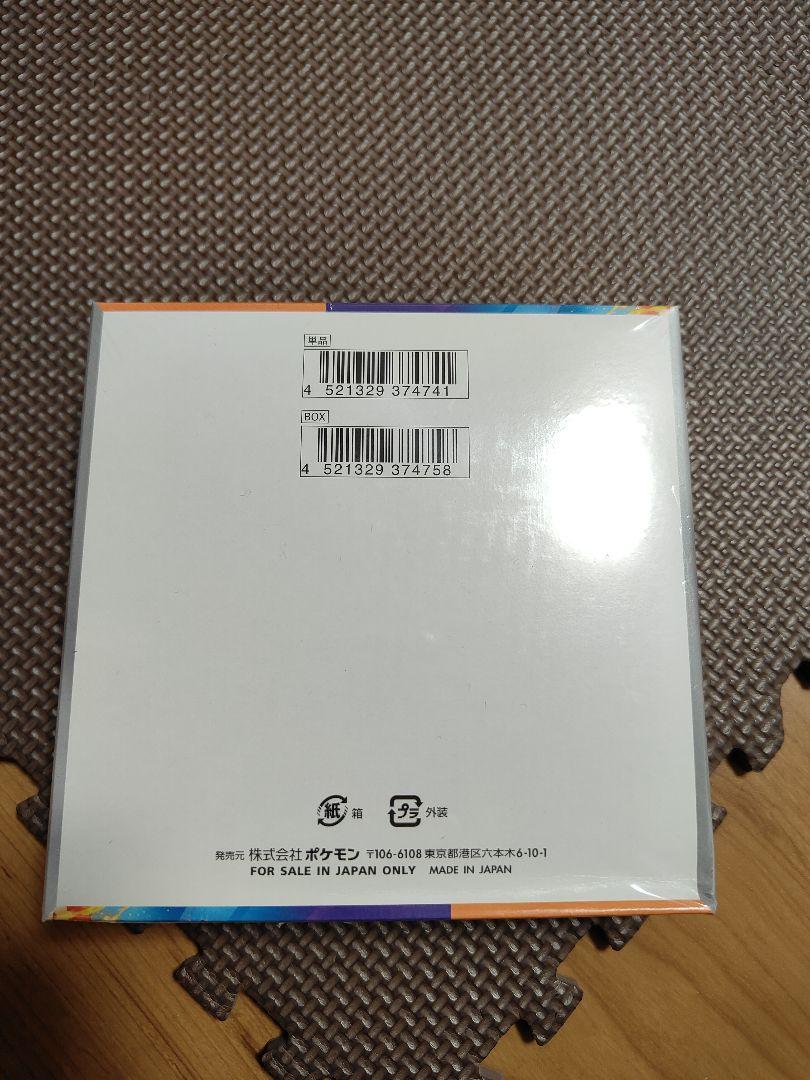 単品
4 521329 374741
BOX
4 521329 374758
紙 箱 プラ 外装
発売元 株式会社 ポケモン 〒106-6108 東京都港区六本木6-10-1
FOR SALE IN JAPAN ONLY MADE IN JAPAN